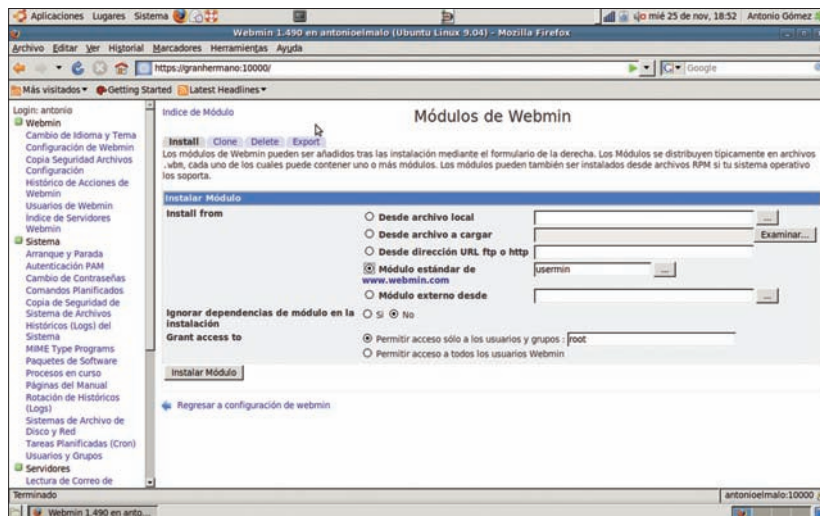 Aplicaciones Lugares Sistema mié 25 de nov, 18:52 Antonio Gómez
Webmin 1.490 en antonioelmalo (Ubuntu Linux 9.04) - Mozilla Firefox
Archivo Editar Ver Historial Marcadores Herramientas Ayuda
https://granhermano:10000/ Google
Más visitados Getting Started Latest Headlines
Login: antonio
Webmin
Cambio de Idioma y Tema
Configuración de Webmin
Copia Seguridad Archivos
Configuración
Histórico de Acciones de
Webmin
Usuarios de Webmin
Índice de Servidores
Webmin
Sistema
Arranque y Parada
Autenticación PAM
Cambio de Contraseñas
Comandos Planificados
Copia de Seguridad de
Sistema de Archivos
Históricos (Logs) del
Sistema
MIME Type Programs
Paquetes de Software
Procesos en curso
Páginas del Manual
Rotación de Históricos
(Logs)
Sistemas de Archivo de
Disco y Red
Tareas Planificadas (Cron)
Usuarios y Grupos
Servidores
Lectura de Correo de
Indice de Módulo
Módulos de Webmin
Install Clone Delete Export
Los módulos de Webmin pueden ser añadidos tras las instalación mediante el formulario de la derecha. Los Módulos se distribuyen típicamente en archivos
.wbm, cada uno de los cuales puede contener uno o más módulos. Los módulos pueden también ser instalados desde archivos RPM si tu sistema operativo
los soporta.
Instalar Módulo
Install from
Desde archivo local ...
Desde archivo a cargar Examinar...
Desde dirección URL ftp o http
Módulo estándar de usermin ...
www.webmin.com
Módulo externo desde ...
Ignorar dependencias de módulo en la Si No
instalación
Grant access to Permitir acceso sólo a los usuarios y grupos : root
Permitir acceso a todos los usuarios Webmin
Instalar Módulo
Regresar a configuración de webmin
Terminado antonioelmalo:10000
Webmin 1.490 en anto...